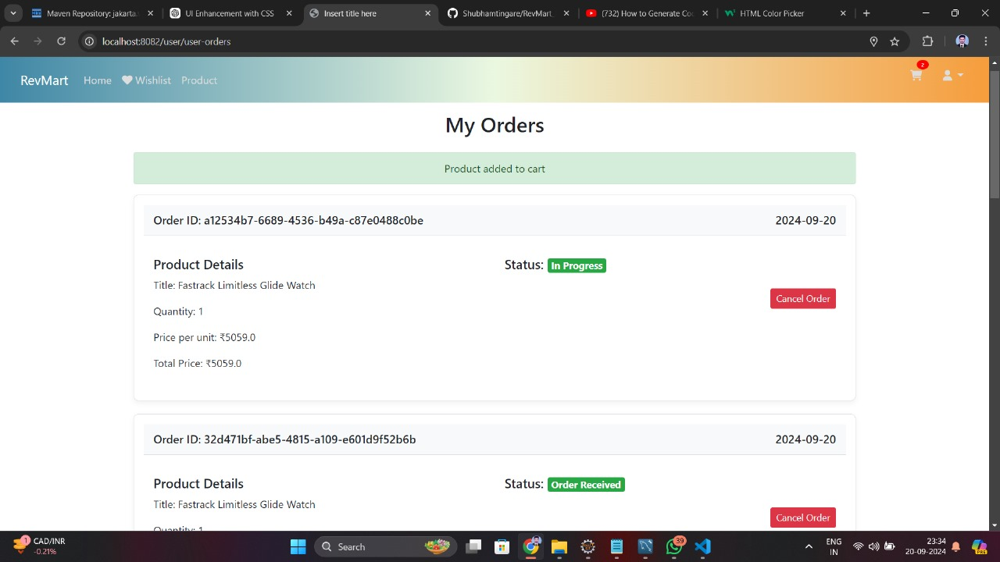 Maven Repository: jakarta.
UI Enhancement with CSS
Insert title here
Shubhamtingare/RevMart_
(732) How to Generate Co
HTML Color Picker
localhost:8082/user/user-orders
RevMart Home Wishlist Product
2
My Orders
Product added to cart
Order ID: a12534b7-6689-4536-b49a-c87e0488c0be 2024-09-20
Product Details Status: In Progress
Title: Fastrack Limitless Glide Watch
Cancel Order
Quantity: 1
Price per unit: ₹5059.0
Total Price: ₹5059.0
Order ID: 32d471bf-abe5-4815-a109-e601d9f52b6b 2024-09-20
Product Details Status: Order Received
Title: Fastrack Limitless Glide Watch
Cancel Order
Quantity: 1
1
CAD/INR
-0.21%
Search
39
ENG
IN
23:34
20-09-2024
PRE